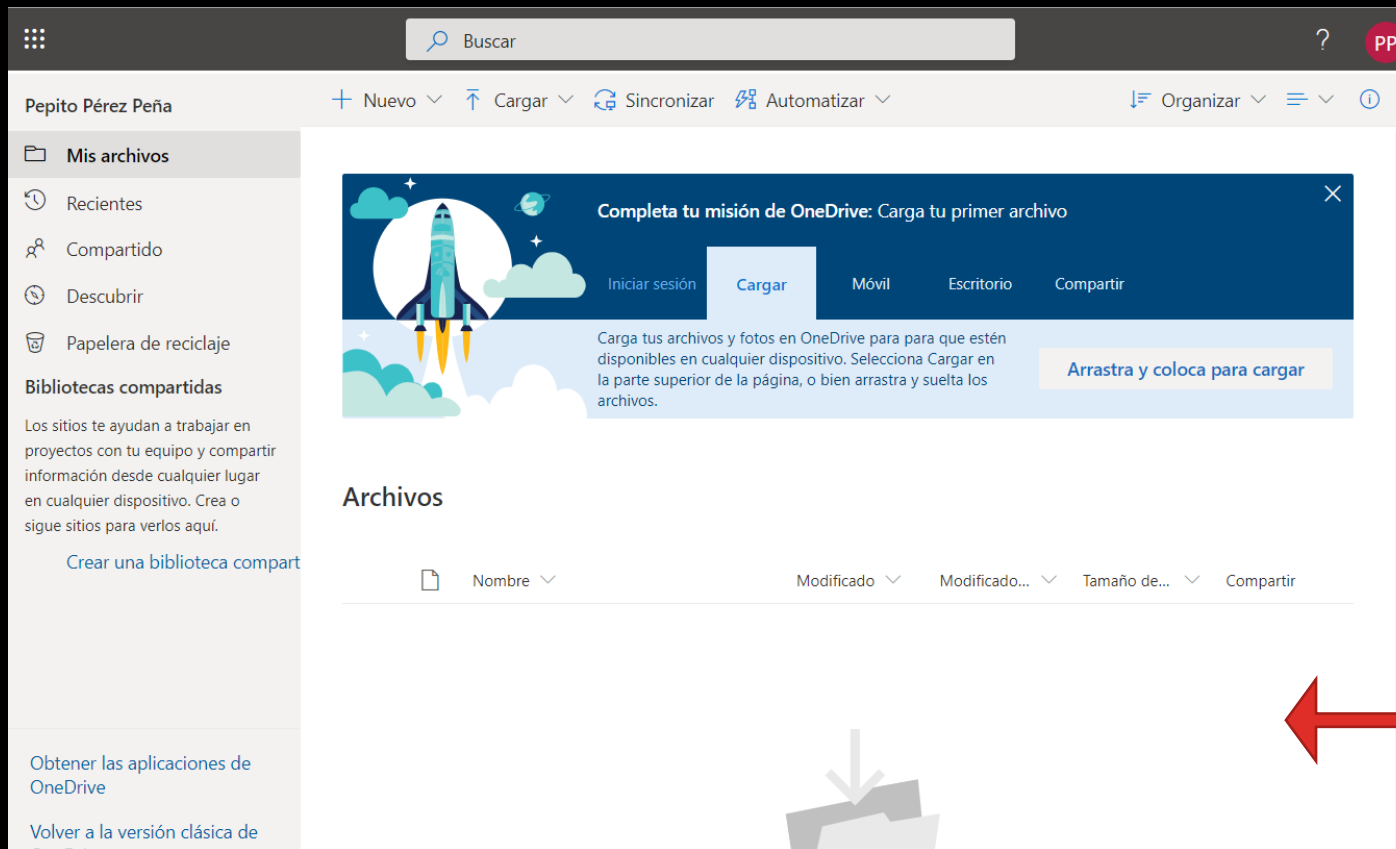 Buscar
?
PP
Pepito Pérez Peña
Nuevo
Cargar
Sincronizar
Automatizar
Organizar
Mis archivos
Recientes
Compartido
Descubrir
Papelera de reciclaje
Bibliotecas compartidas
Los sitios te ayudan a trabajar en
proyectos con tu equipo y compartir
información desde cualquier lugar
en cualquier dispositivo. Crea o
sigue sitios para verlos aquí.
Crear una biblioteca compart
Obtener las aplicaciones de
OneDrive
Volver a la versión clásica de
Completa tu misión de OneDrive: Carga tu primer archivo
Iniciar sesión
Cargar
Móvil
Escritorio
Compartir
Carga tus archivos y fotos en OneDrive para para que estén
disponibles en cualquier dispositivo. Selecciona Cargar en
la parte superior de la página, o bien arrastra y suelta los
archivos.
Arrastra y coloca para cargar
Archivos
Nombre
Modificado
Modificado...
Tamaño de...
Compartir